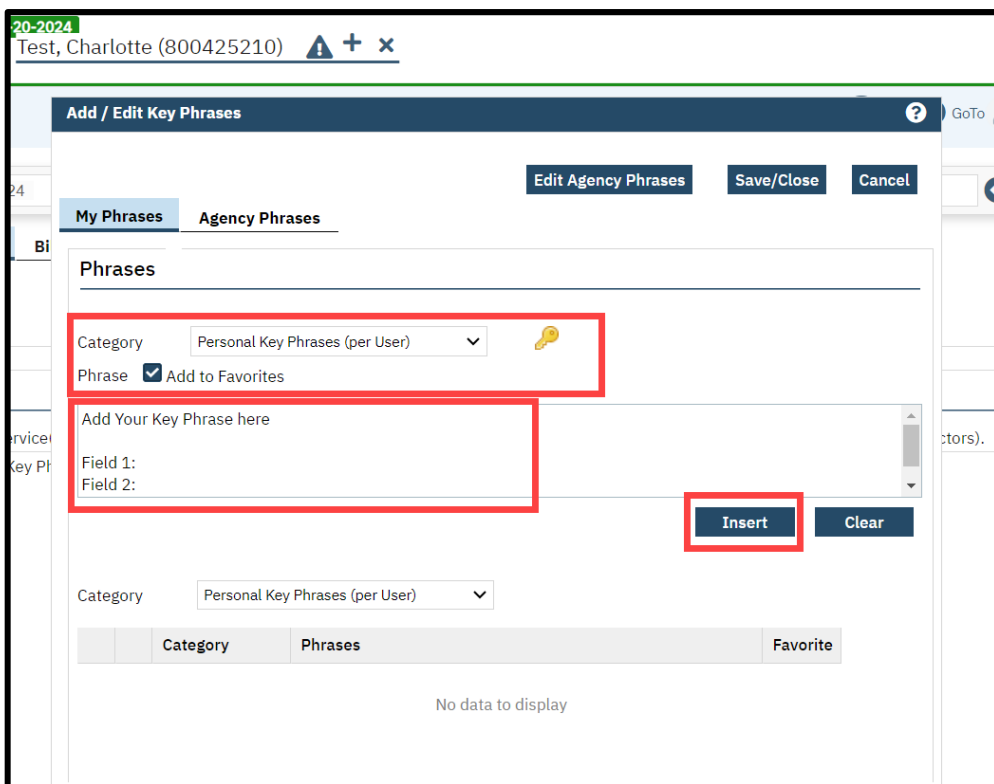 -20-2024
Test, Charlotte (800425210)
Add / Edit Key Phrases
GoTo
Edit Agency Phrases Save/Close Cancel
24
My Phrases Agency Phrases
Bi
Phrases
Category Personal Key Phrases (per User)
Phrase Add to Favorites
Add Your Key Phrase here
ervice( ctors).
Field 1:
Key Ph
Field 2:
Insert Clear
Category Personal Key Phrases (per User)
Category Phrases Favorite
No data to display